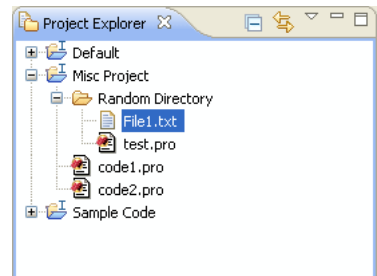 Project Explorer
Default
Misc Project
Random Directory
File1.txt
test.pro
code1.pro
code2.pro
Sample Code